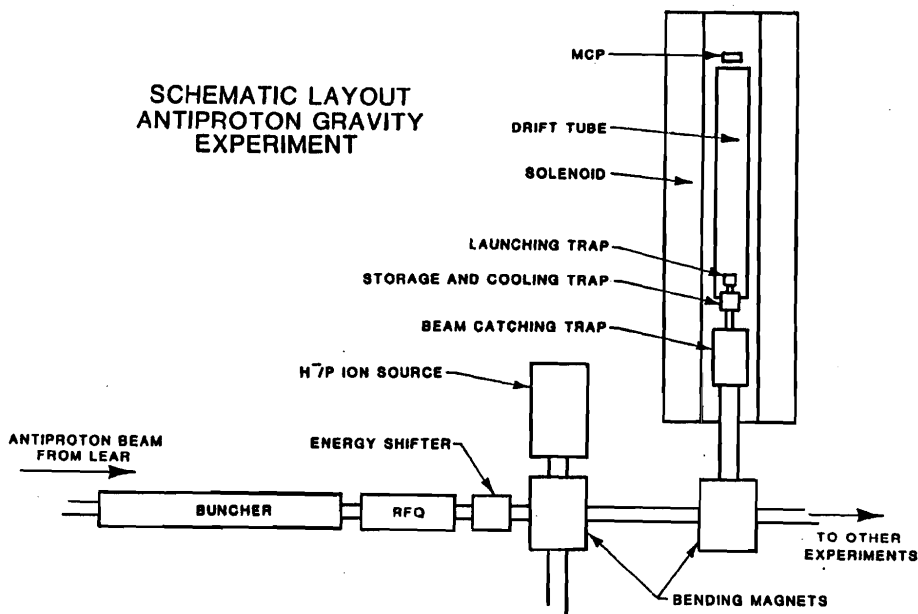 SCHEMATIC LAYOUT
ANTIPROTON GRAVITY
EXPERIMENT
MCP
DRIFT TUBE
SOLENOID
LAUNCHING TRAP
STORAGE AND COOLING TRAP
BEAM CATCHING TRAP
H⁻/P ION SOURCE
ANTIPROTON BEAM
FROM LEAR
ENERGY SHIFTER
BUNCHER
RFQ
TO OTHER
EXPERIMENTS
BENDING MAGNETS